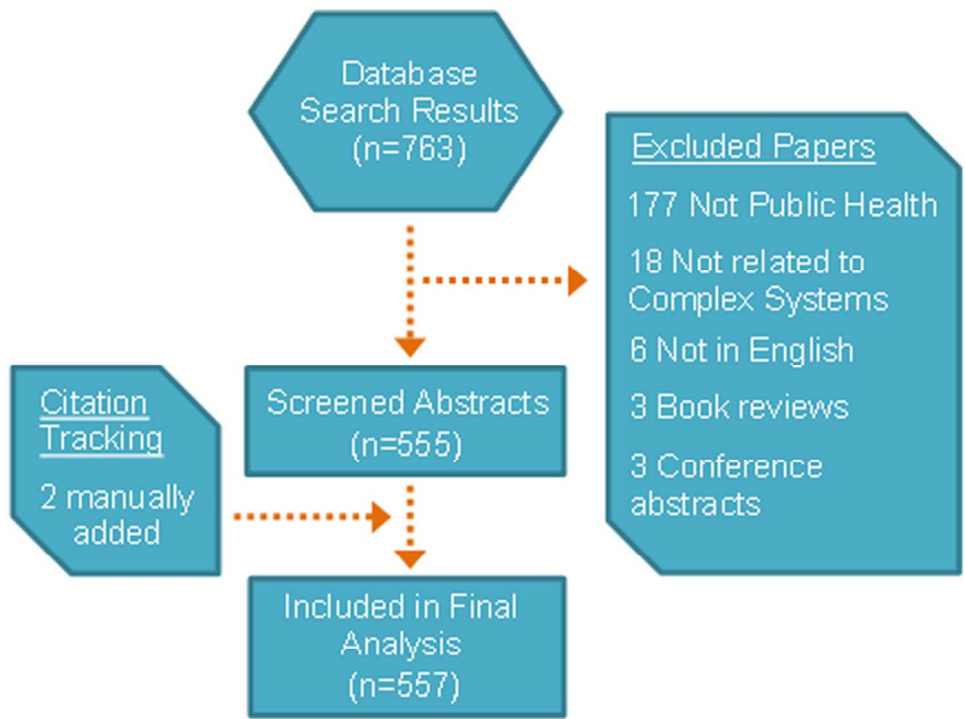 Database
Search Results
(n=763)
Excluded Papers
177 Not Public Health
18 Not related to
Complex Systems
6 Not in English
3 Book reviews
3 Conference
abstracts
Citation
Tracking
2 manually
added
Screened Abstracts
(n=555)
Included in Final
Analysis
(n=557)